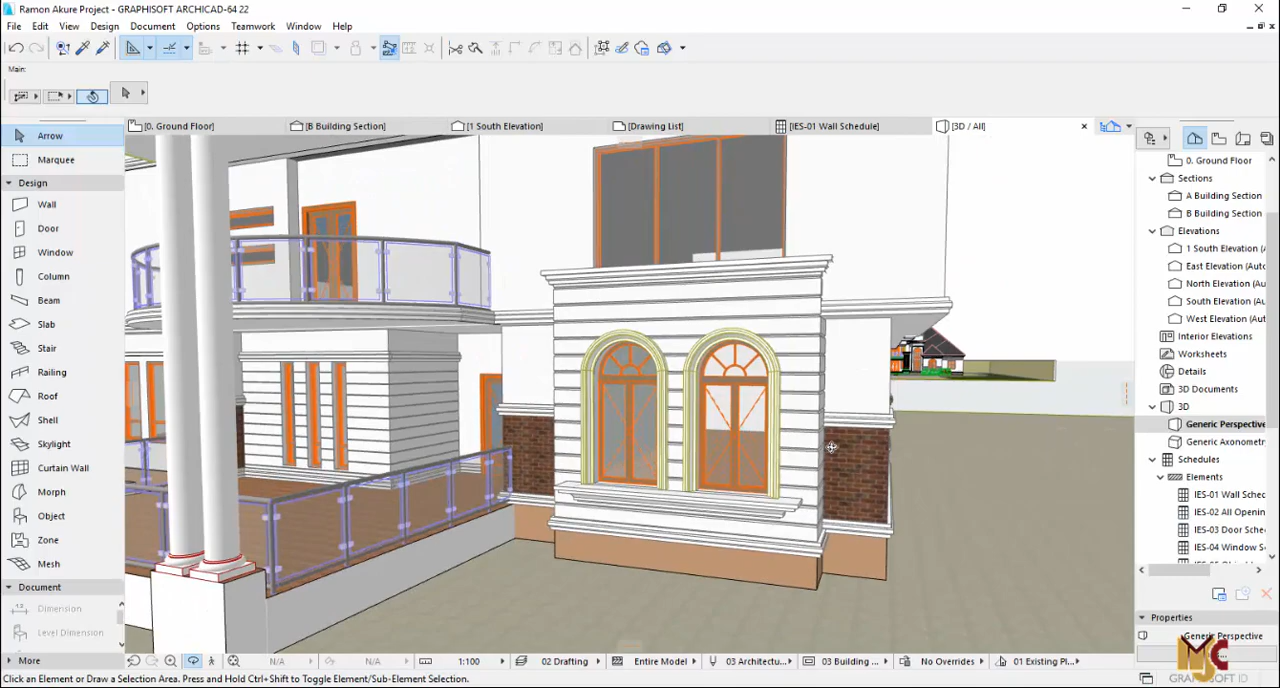 Ramon Akure Project - GRAPHISOFT ARCHICAD-64 22
File Edit View Design Document Options Teamwork Window Help
Main:
[0. Ground Floor] [B Building Section] [1 South Elevation] [Drawing List] [IES-01 Wall Schedule] [3D / All]
Arrow
Marquee
Design
Wall
Door
Window
Column
Beam
Slab
Stair
Railing
Roof
Shell
Skylight
Curtain Wall
Morph
Object
Zone
Mesh
Document
Dimension
Level Dimension
More
0. Ground Floor
Sections
A Building Section
B Building Section
Elevations
1 South Elevation (
East Elevation (Auto
North Elevation (Aut
South Elevation (Aut
West Elevation (Aut
Interior Elevations
Worksheets
Details
3D Documents
3D
Generic Perspective
Generic Axonometr
Schedules
Elements
IES-01 Wall Sched
IES-02 All Openin
IES-03 Door Sche
IES-04 Window S
Properties
Generic Perspective
N/A N/A 1:100 02 Drafting Entire Model 03 Architectu... 03 Building ... No Overrides 01 Existing Pl...
MSC
GRAPHISOFT ID
Click an Element or Draw a Selection Area. Press and Hold Ctrl+Shift to Toggle Element/Sub-Element Selection.